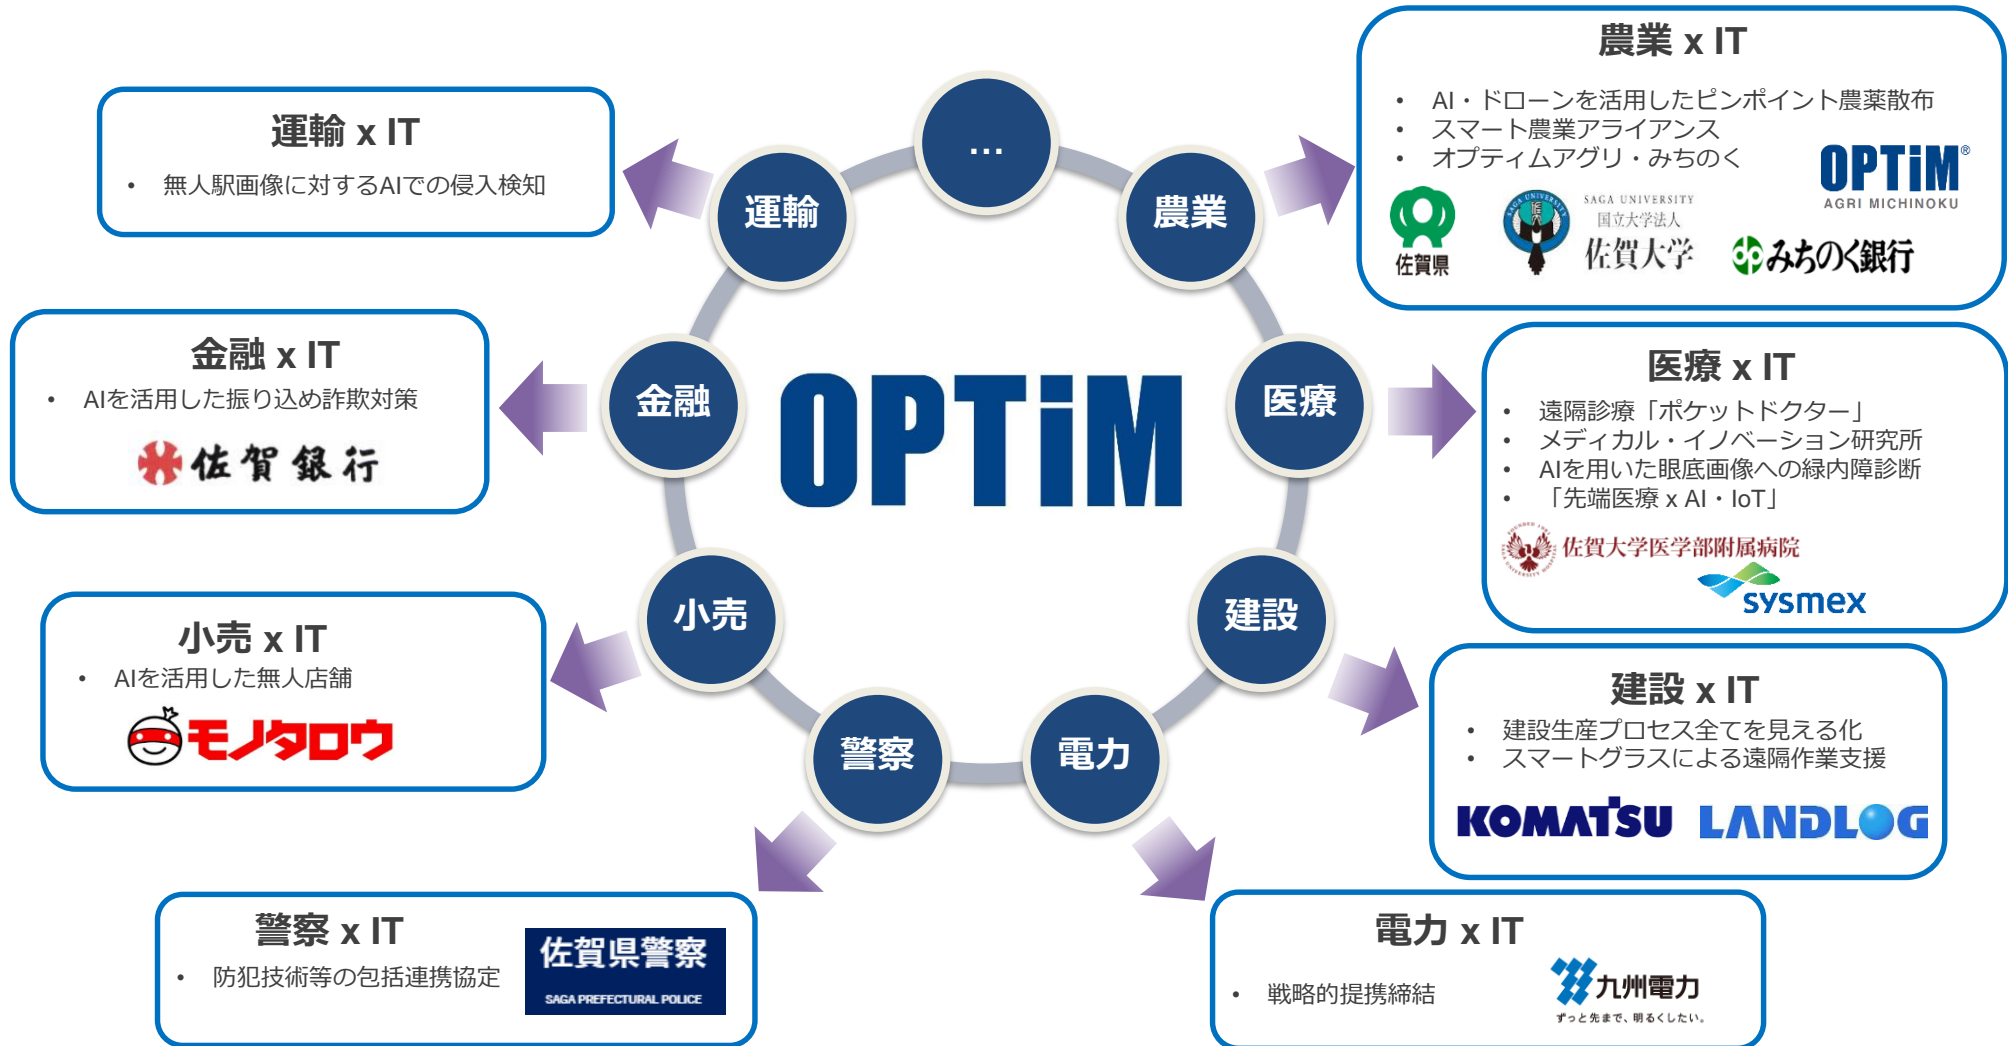 農業 x IT
• AI・ドローンを活用したピンポイント農薬散布
• スマート農業アライアンス
• オプティムアグリ・みちのく
OPTiM®
AGRI MICHINOKU
佐賀県
SAGA UNIVERSITY
国立大学法人
佐賀大学
みちのく銀行
運輸 x IT
• 無人駅画像に対するAIでの侵入検知
...
運輸
農業
金融 x IT
• AIを活用した振り込め詐欺対策
佐賀銀行
金融
OPTiM
医療
医療 x IT
• 遠隔診療「ポケットドクター」
• メディカル・イノベーション研究所
• AIを用いた眼底画像への緑内障診断
• 「先端医療 x AI・IoT」
佐賀大学医学部附属病院
sysmex
小売 x IT
• AIを活用した無人店舗
モノタロウ
小売
建設
建設 x IT
• 建設生産プロセス全てを見える化
• スマートグラスによる遠隔作業支援
KOMATSU
LANDLOG
警察
電力
警察 x IT
• 防犯技術等の包括連携協定
佐賀県警察
SAGA PREFECTURAL POLICE
電力 x IT
• 戦略的提携締結
九州電力
ずっと先まで、明るくしたい。